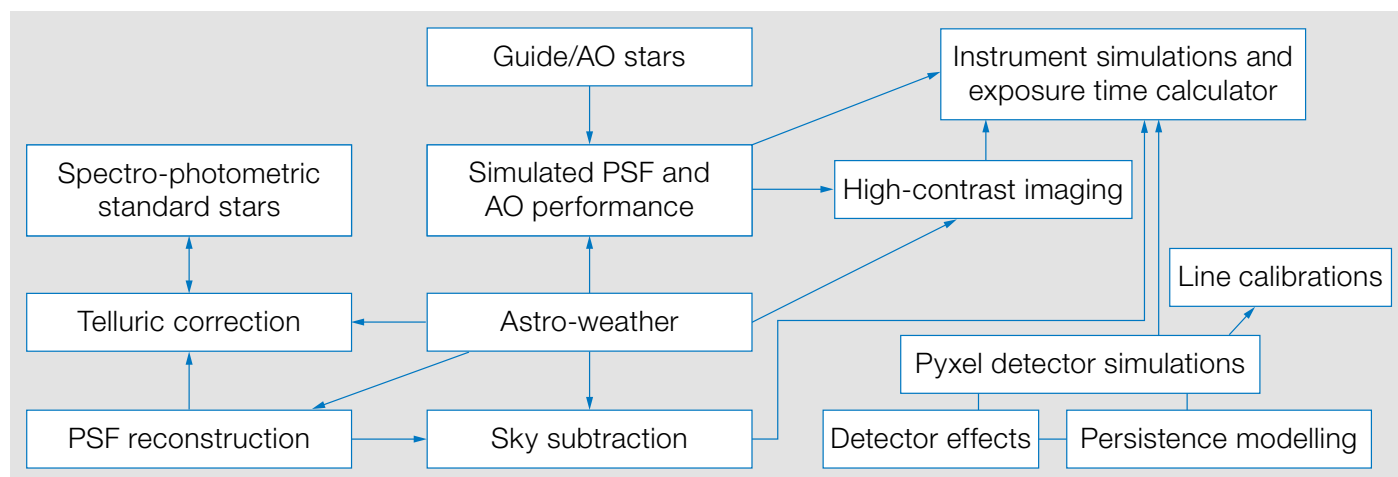 Guide/AO stars
Instrument simulations and
exposure time calculator
Spectro-photometric
standard stars
Simulated PSF and
AO performance
High-contrast imaging
Line calibrations
Telluric correction
Astro-weather
Pyxel detector simulations
PSF reconstruction
Sky subtraction
Detector effects
Persistence modelling